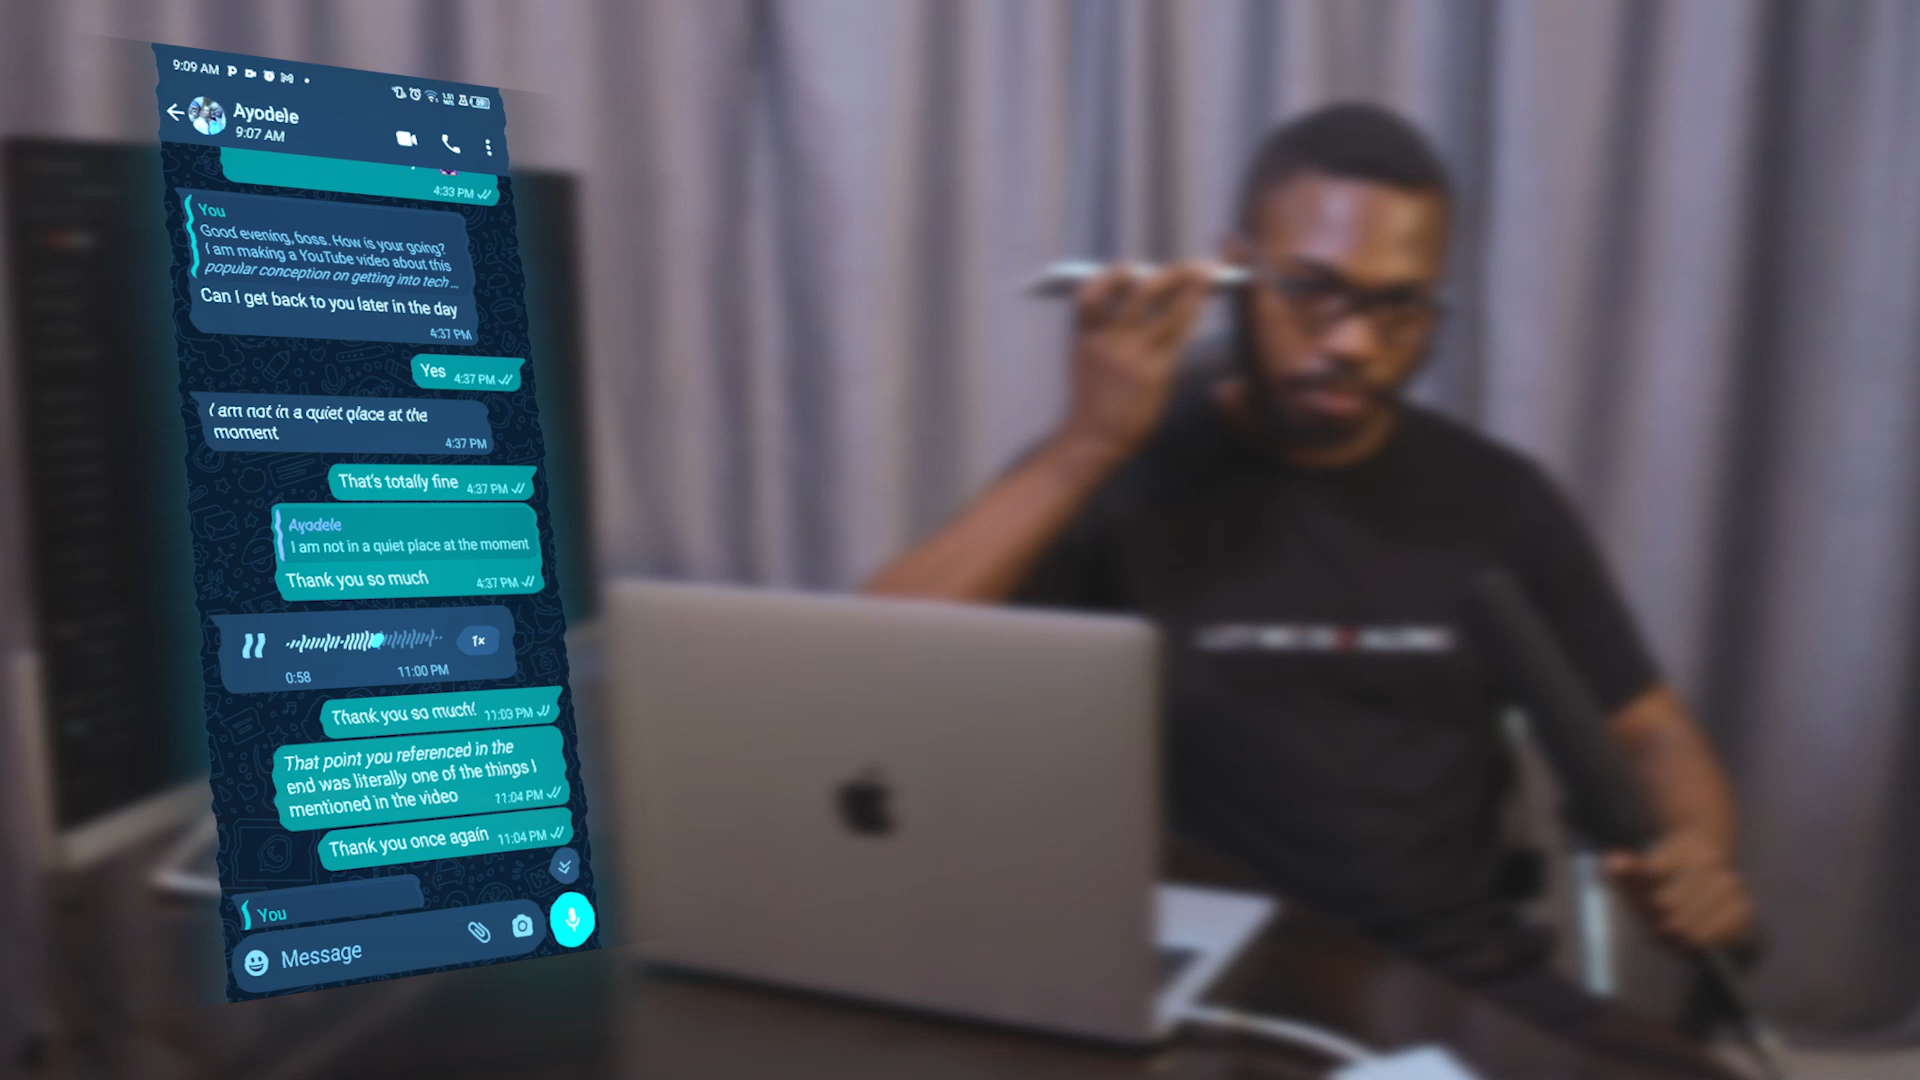 9:09 AM
Ayodele
9:07 AM
4:33 PM
You
Good evening, boss. How is your going?
I am making a YouTube video about this
popular conception on getting into tech ...
Can I get back to you later in the day
4:37 PM
Yes 4:37 PM
I am not in a quiet place at the
moment 4:37 PM
That's totally fine 4:37 PM
Ayodele
I am not in a quiet place at the moment
Thank you so much 4:37 PM
1x
0:58 11:00 PM
Thank you so much! 11:03 PM
That point you referenced in the
end was literally one of the things I
mentioned in the video 11:04 PM
Thank you once again 11:04 PM
You
Message